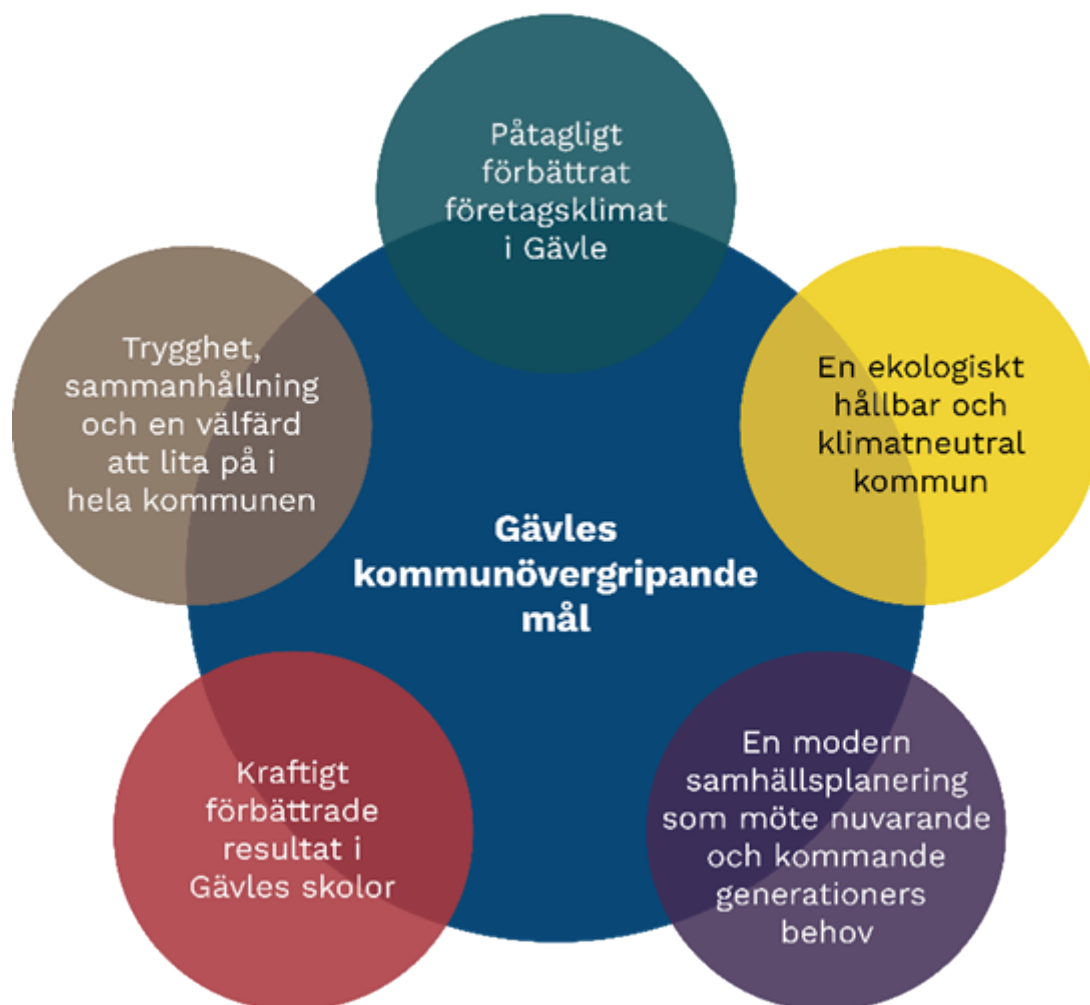 Påtagligt
förbättrat
företagsklimat
i Gävle
Trygghet,
sammanhållning
och en välfärd
att lita på i
hela kommunen
En ekologiskt
hållbar och
klimatneutral
kommun
Gävles
kommunövergripande
mål
Kraftigt
förbättrade
resultat i
Gävles skolor
En modern
samhällsplanering
som möte nuvarande
och kommande
generationers
behov